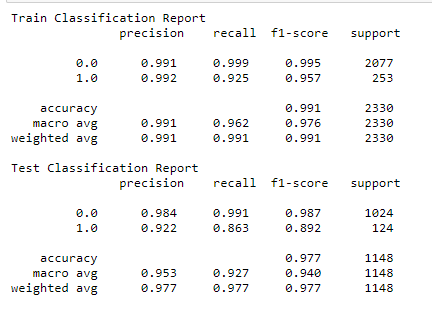 Train Classification Report
precision recall f1-score support
0.0 0.991 0.999 0.995 2077
1.0 0.992 0.925 0.957 253
accuracy 0.991 2330
macro avg 0.991 0.962 0.976 2330
weighted avg 0.991 0.991 0.991 2330
Test Classification Report
precision recall f1-score support
0.0 0.984 0.991 0.987 1024
1.0 0.922 0.863 0.892 124
accuracy 0.977 1148
macro avg 0.953 0.927 0.940 1148
weighted avg 0.977 0.977 0.977 1148